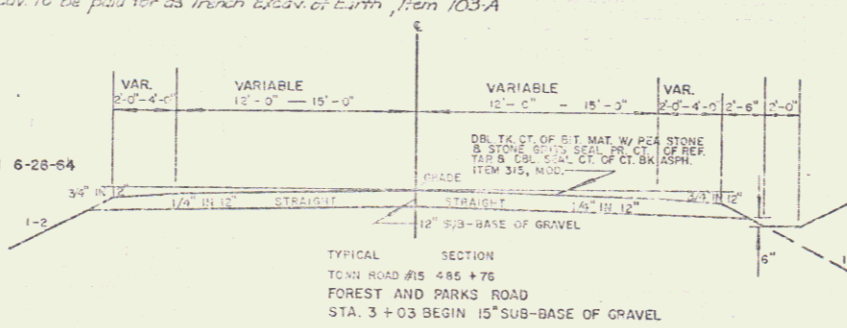 cav. to be paid for as Trench Excav. of Earth, Item 103-A
℄
VAR.
2'-0"-4'-0"
VARIABLE
12'-0" — 15'-0"
VARIABLE
12'-0" - 15'-0"
VAR.
2'-0"-4'-0"
2'-6"
2'-0"
DBL. TK. CT. OF BIT. MAT. W/ PEA STONE
& STONE GRITS SEAL PR. CT. OF REF.
TAR & DBL. SEAL CT. OF CT. BK ASPH.
ITEM 315, MOD.
6-26-64
GRADE
3/4" IN 12"
3/4" IN 12"
1/4" IN 12"
STRAIGHT
STRAIGHT
1/4" IN 12"
1-2
12" SUB-BASE OF GRAVEL
6"
TYPICAL SECTION
TOWN ROAD #15 485 + 76
FOREST AND PARKS ROAD
STA. 3 + 03 BEGIN 15" SUB-BASE OF GRAVEL